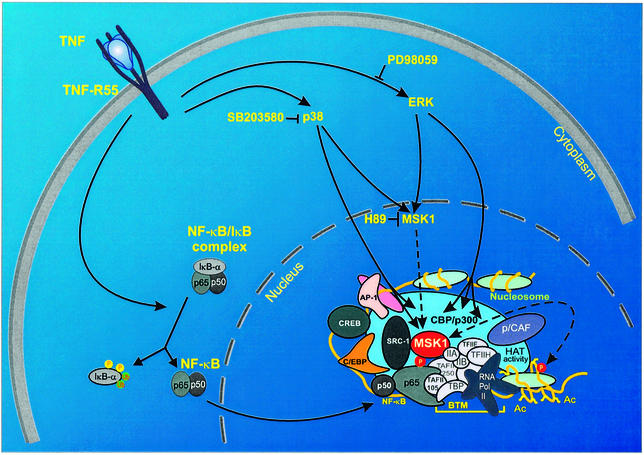 TNF
TNF-R55
PD98059
ERK
SB203580
p38
Cytoplasm
H89
MSK1
NF-κB/IκB
complex
IκB-α
p65
p50
Nucleus
Nucleosome
AP-1
CBP/p300
CREB
SRC-1
MSK1
p/CAF
TFIIE
IIA
IIB
TFIIH
HAT
activity
C/EBP
P
TAFII
250
P
P
P
IκB-α
NF-κB
p65
p50
p50
p65
TAFII
105
TBP
RNA
Pol
II
NF-κB
BTM
Ac
Ac